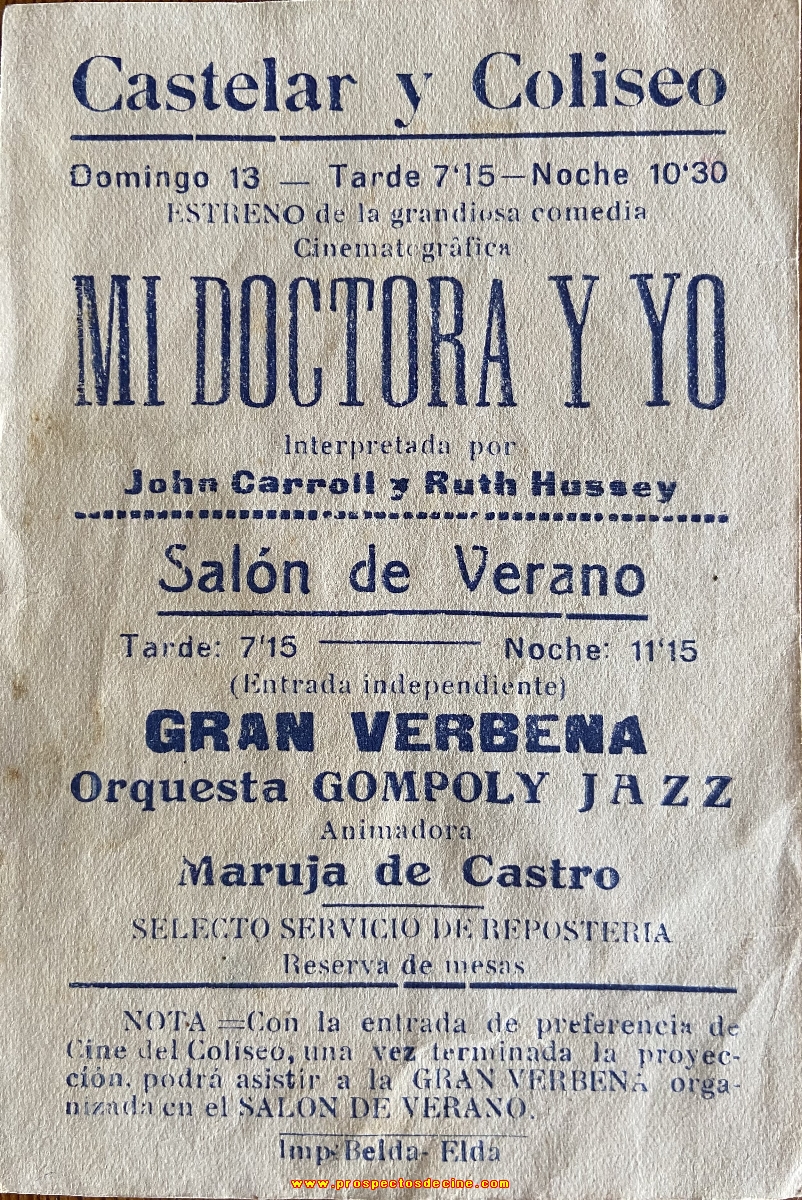 Castelar y Coliseo
Domingo 13 — Tarde 7'15 — Noche 10'30
ESTRENO de la grandiosa comedia
Cinematográfica
MI DOCTORA Y YO
Interpretada por
John Carroll y Ruth Hussey
Salón de Verano
Tarde: 7'15 — Noche: 11'15
(Entrada independiente)
GRAN VERBENA
Orquesta GOMPOLY JAZZ
Animadora
Maruja de Castro
SELECTO SERVICIO DE REPOSTERIA
Reserva de mesas
NOTA =Con la entrada de preferencia de
Cine del Coliseo, una vez terminada la proyec-
ción, podrá asistir a la GRAN VERBENA orga-
nizada en el SALON DE VERANO.
Imp: Belda- Elda
www.prospectosdecine.com